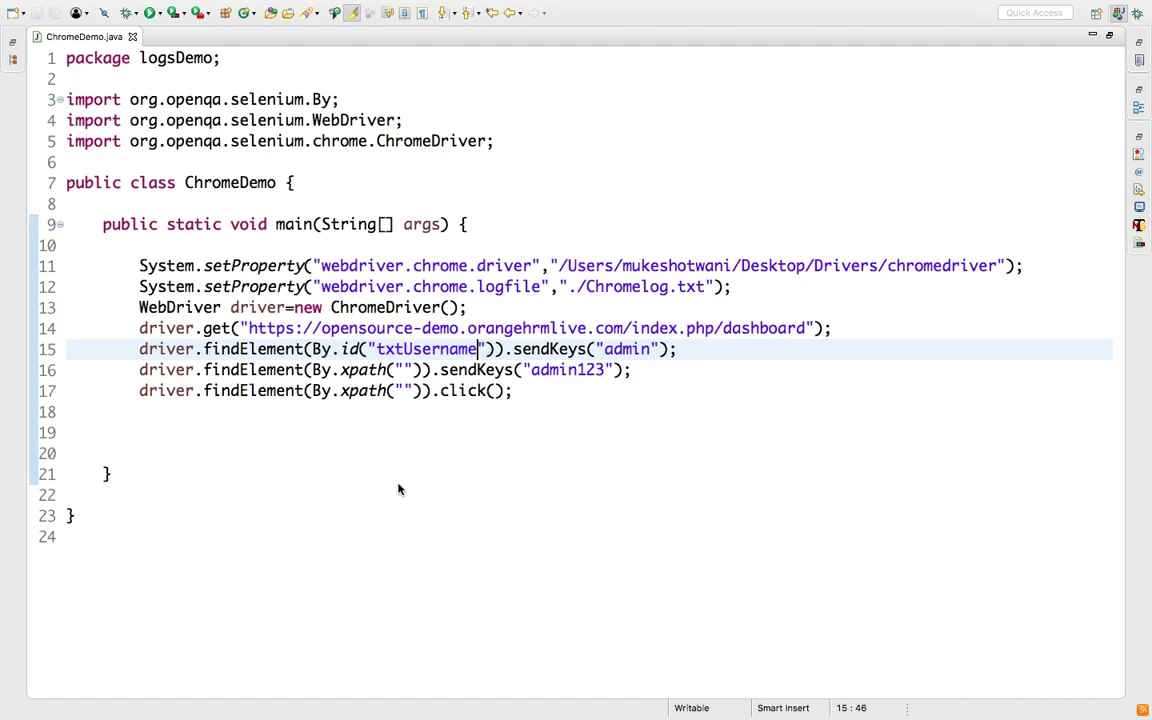 Quick Access
ChromeDemo.java
1 package logsDemo;
2
3 import org.openqa.selenium.By;
4 import org.openqa.selenium.WebDriver;
5 import org.openqa.selenium.chrome.ChromeDriver;
6
7 public class ChromeDemo {
8
9 public static void main(String[] args) {
10
11 System.setProperty("webdriver.chrome.driver","/Users/mukeshotwani/Desktop/Drivers/chromedriver");
12 System.setProperty("webdriver.chrome.logfile","./Chromelog.txt");
13 WebDriver driver=new ChromeDriver();
14 driver.get("https://opensource-demo.orangehrmlive.com/index.php/dashboard");
15 driver.findElement(By.id("txtUsername")).sendKeys("admin");
16 driver.findElement(By.xpath("")).sendKeys("admin123");
17 driver.findElement(By.xpath("")).click();
18
19
20
21 }
22
23 }
24
Writable Smart Insert 15 : 46